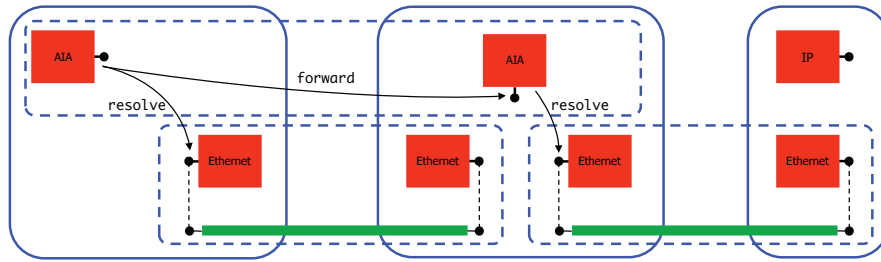 AIA
AIA
IP
forward
resolve
resolve
Ethernet
Ethernet
Ethernet
Ethernet